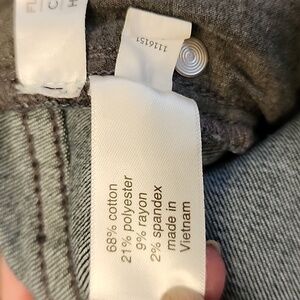 1116151
68% cotton
21% polyester
9% rayon
2% spandex
made in
Vietnam